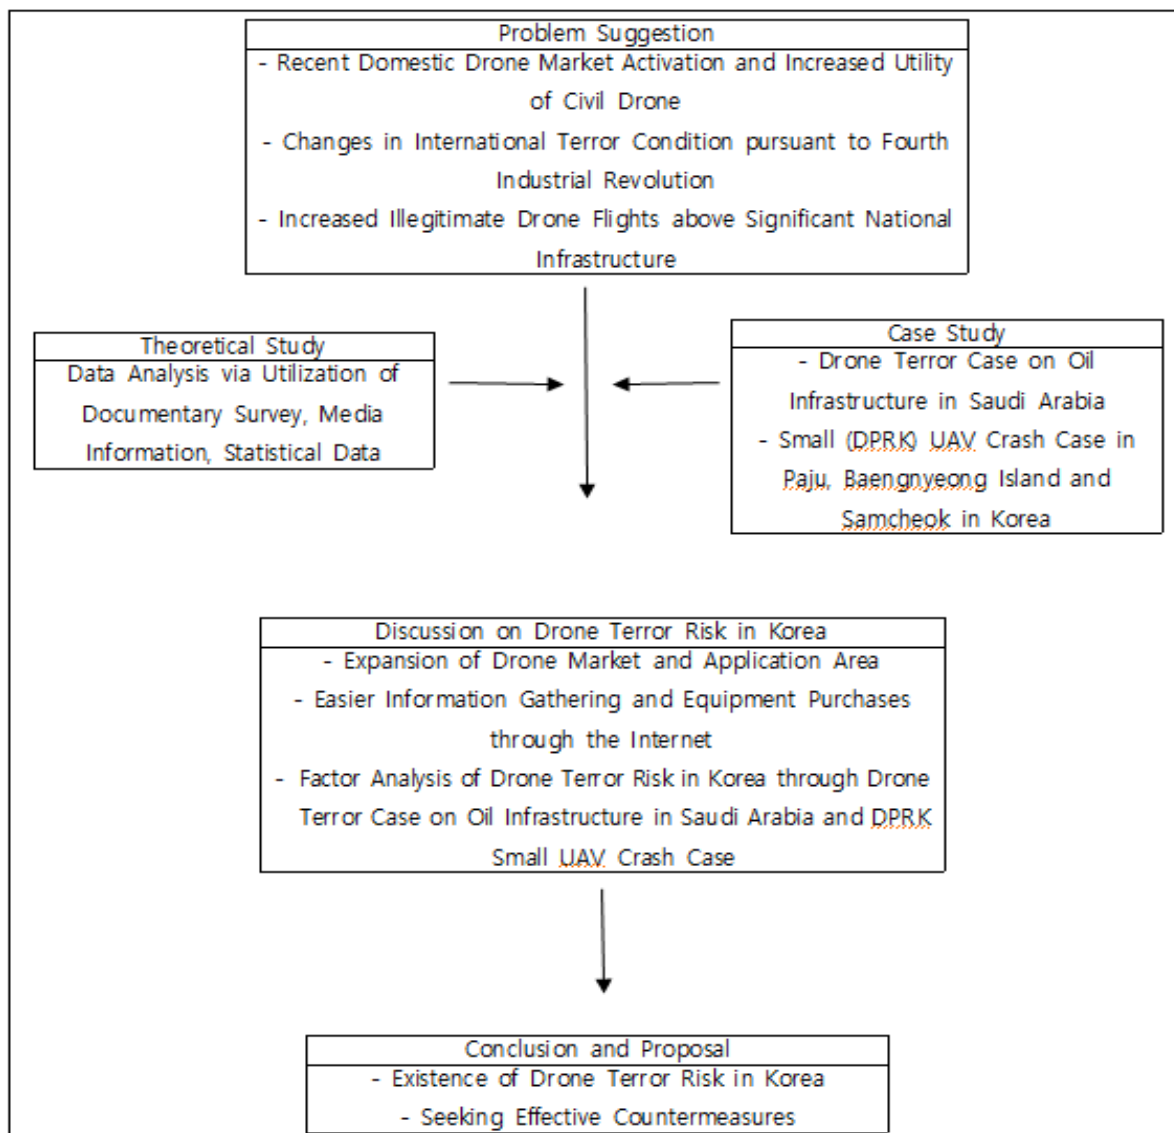 Problem Suggestion
- Recent Domestic Drone Market Activation and Increased Utility
of Civil Drone
- Changes in International Terror Condition pursuant to Fourth
Industrial Revolution
- Increased Illegitimate Drone Flights above Significant National
Infrastructure
Theoretical Study
Data Analysis via Utilization of
Documentary Survey, Media
Information, Statistical Data
Case Study
- Drone Terror Case on Oil
Infrastructure in Saudi Arabia
- Small (DPRK) UAV Crash Case in
Paju, Baengnyeong Island and
Samcheok in Korea
Discussion on Drone Terror Risk in Korea
- Expansion of Drone Market and Application Area
- Easier Information Gathering and Equipment Purchases
through the Internet
- Factor Analysis of Drone Terror Risk in Korea through Drone
Terror Case on Oil Infrastructure in Saudi Arabia and DPRK
Small UAV Crash Case
Conclusion and Proposal
- Existence of Drone Terror Risk in Korea
- Seeking Effective Countermeasures